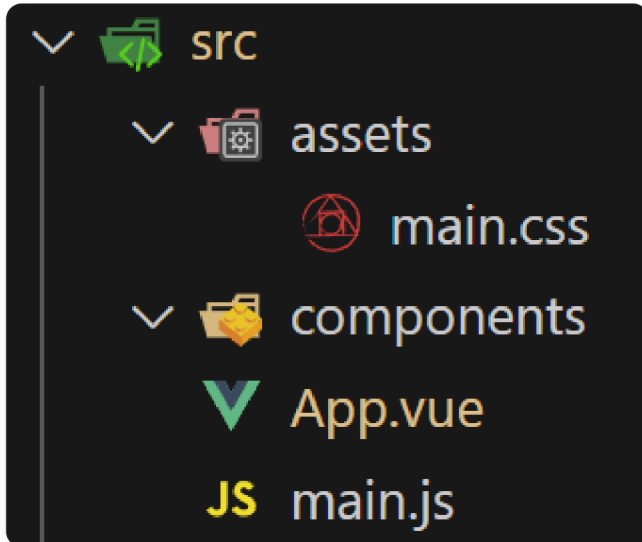 src
assets
main.css
components
App.vue
JS main.js